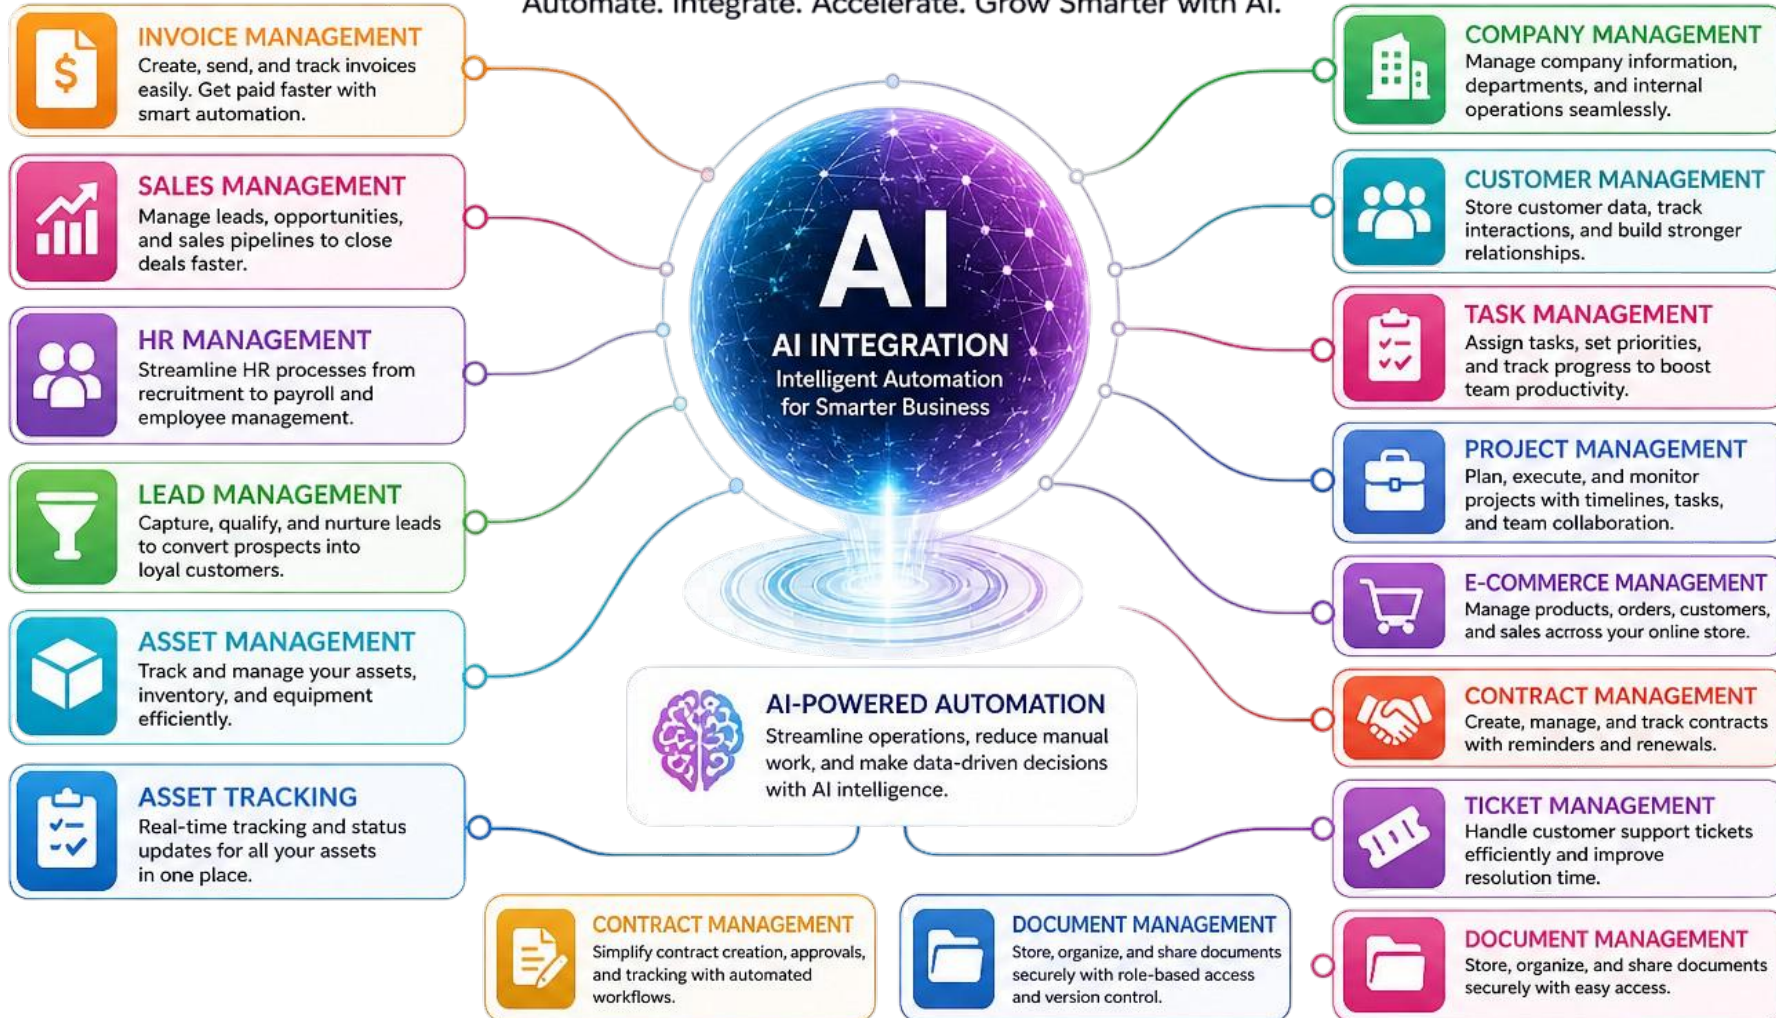 Automate. Integrate. Accelerate. Grow Smarter with AI.
INVOICE MANAGEMENT
Create, send, and track invoices
easily. Get paid faster with
smart automation.
SALES MANAGEMENT
Manage leads, opportunities,
and sales pipelines to close
deals faster.
HR MANAGEMENT
Streamline HR processes from
recruitment to payroll and
employee management.
LEAD MANAGEMENT
Capture, qualify, and nurture leads
to convert prospects into
loyal customers.
ASSET MANAGEMENT
Track and manage your assets,
inventory, and equipment
efficiently.
ASSET TRACKING
Real-time tracking and status
updates for all your assets
in one place.
AI
AI INTEGRATION
Intelligent Automation
for Smarter Business
AI-POWERED AUTOMATION
Streamline operations, reduce manual
work, and make data-driven decisions
with AI intelligence.
CONTRACT MANAGEMENT
Simplify contract creation, approvals,
and tracking with automated
workflows.
DOCUMENT MANAGEMENT
Store, organize, and share documents
securely with role-based access
and version control.
COMPANY MANAGEMENT
Manage company information,
departments, and internal
operations seamlessly.
CUSTOMER MANAGEMENT
Store customer data, track
interactions, and build stronger
relationships.
TASK MANAGEMENT
Assign tasks, set priorities,
and track progress to boost
team productivity.
PROJECT MANAGEMENT
Plan, execute, and monitor
projects with timelines, tasks,
and team collaboration.
E-COMMERCE MANAGEMENT
Manage products, orders, customers,
and sales across your online store.
CONTRACT MANAGEMENT
Create, manage, and track contracts
with reminders and renewals.
TICKET MANAGEMENT
Handle customer support tickets
efficiently and improve
resolution time.
DOCUMENT MANAGEMENT
Store, organize, and share documents
securely with easy access.